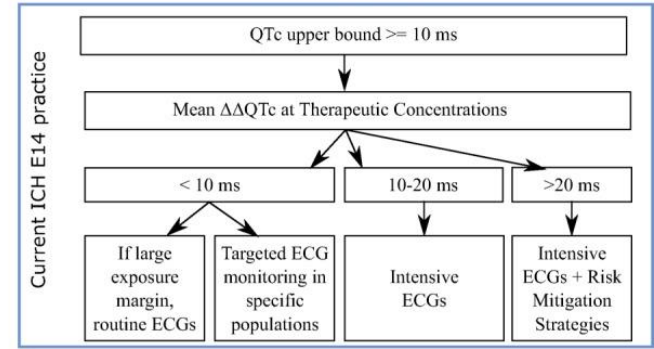 Current ICH E14 practice
QTc upper bound >= 10 ms
Mean ΔΔQTc at Therapeutic Concentrations
< 10 ms
10-20 ms
>20 ms
If large
exposure
margin,
routine ECGs
Targeted ECG
monitoring in
specific
populations
Intensive
ECGs
Intensive
ECGs + Risk
Mitigation
Strategies